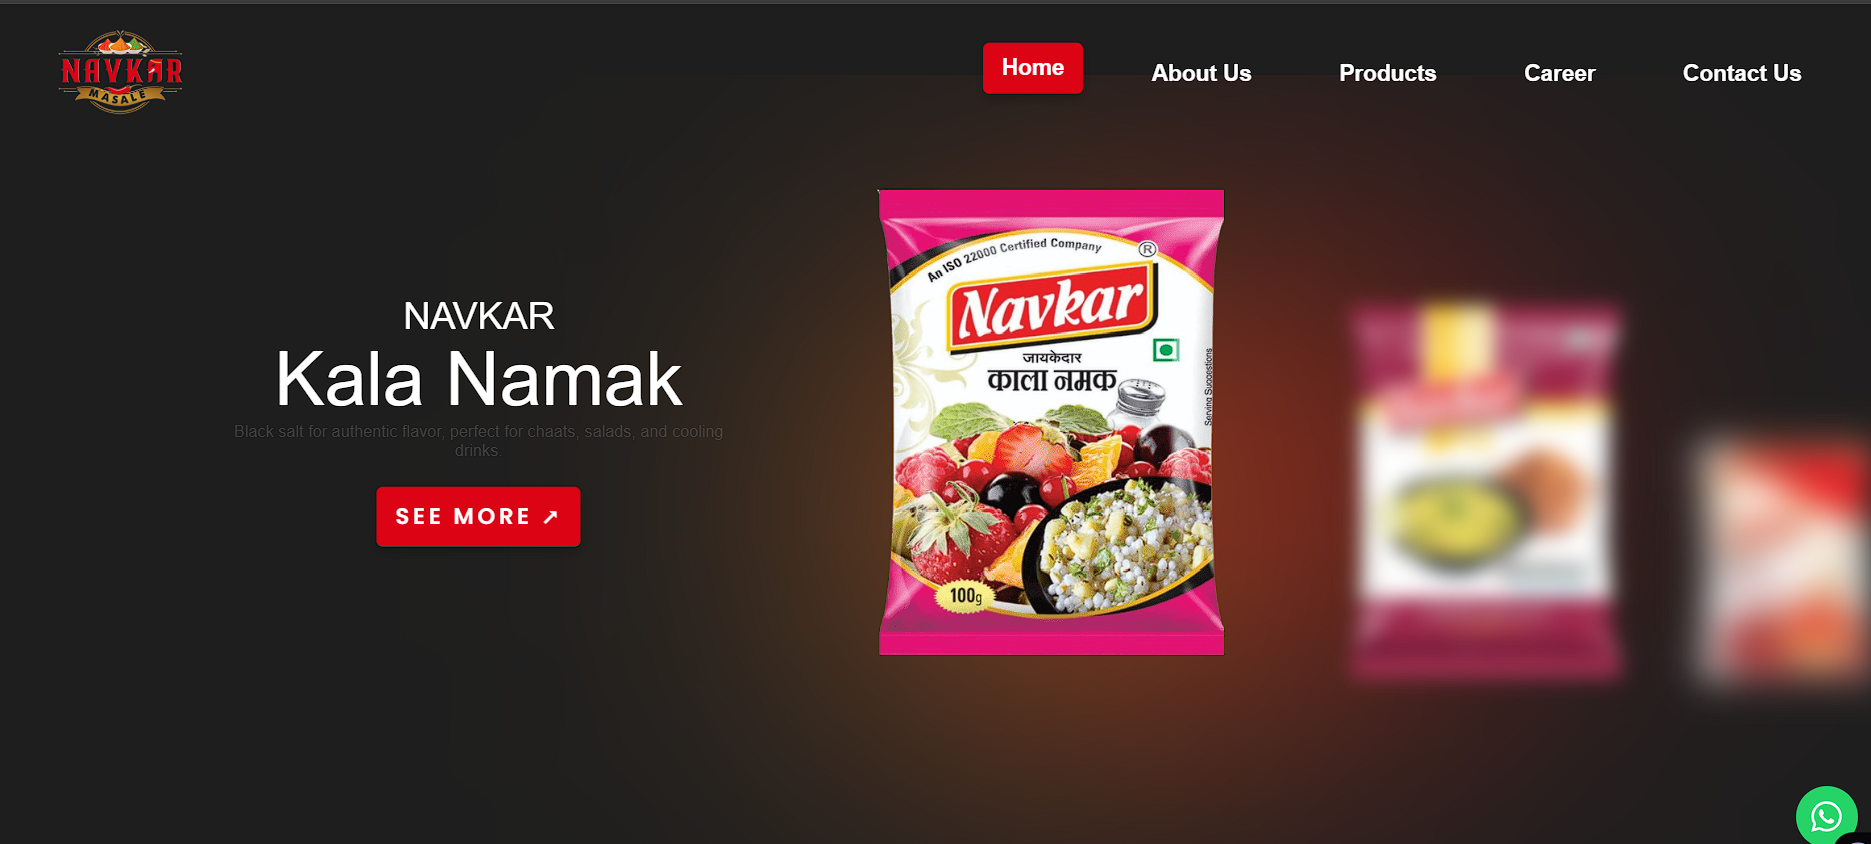 NAVKAR
MASALE
Home
About Us
Products
Career
Contact Us
NAVKAR
Kala Namak
Black salt for authentic flavor, perfect for chaats, salads, and cooling
drinks.
SEE MORE ↗
An ISO 22000 Certified Company
®
Navkar
जायकेदार
काला नमक
Serving Suggestions
100g